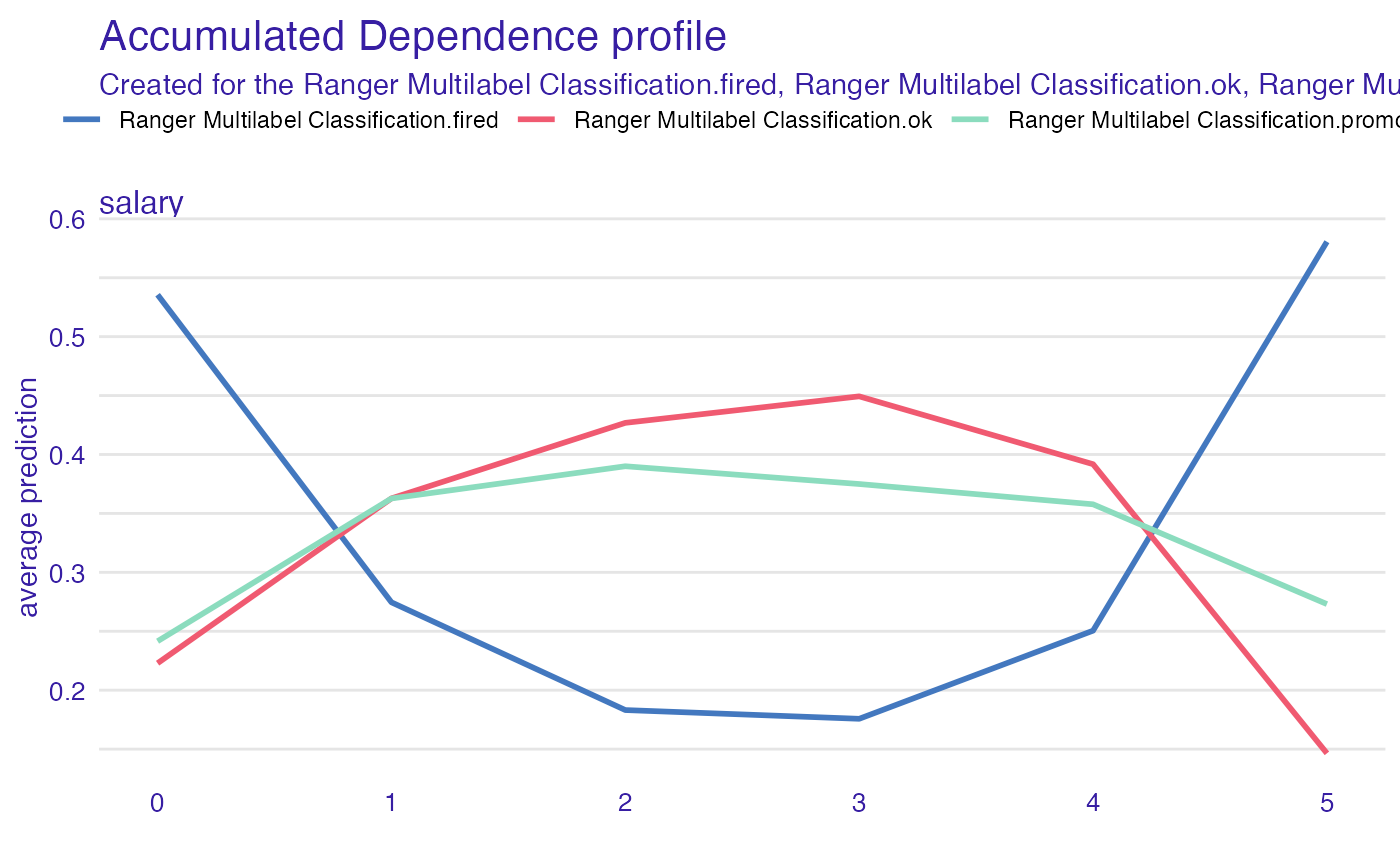 Accumulated Dependence profile
Created for the Ranger Multilabel Classification.fired, Ranger Multilabel Classification.ok, Ranger Mu
Ranger Multilabel Classification.fired Ranger Multilabel Classification.ok Ranger Multilabel Classification.promo
salary
0.6
0.5
0.4
0.3
0.2
average prediction
0 1 2 3 4 5